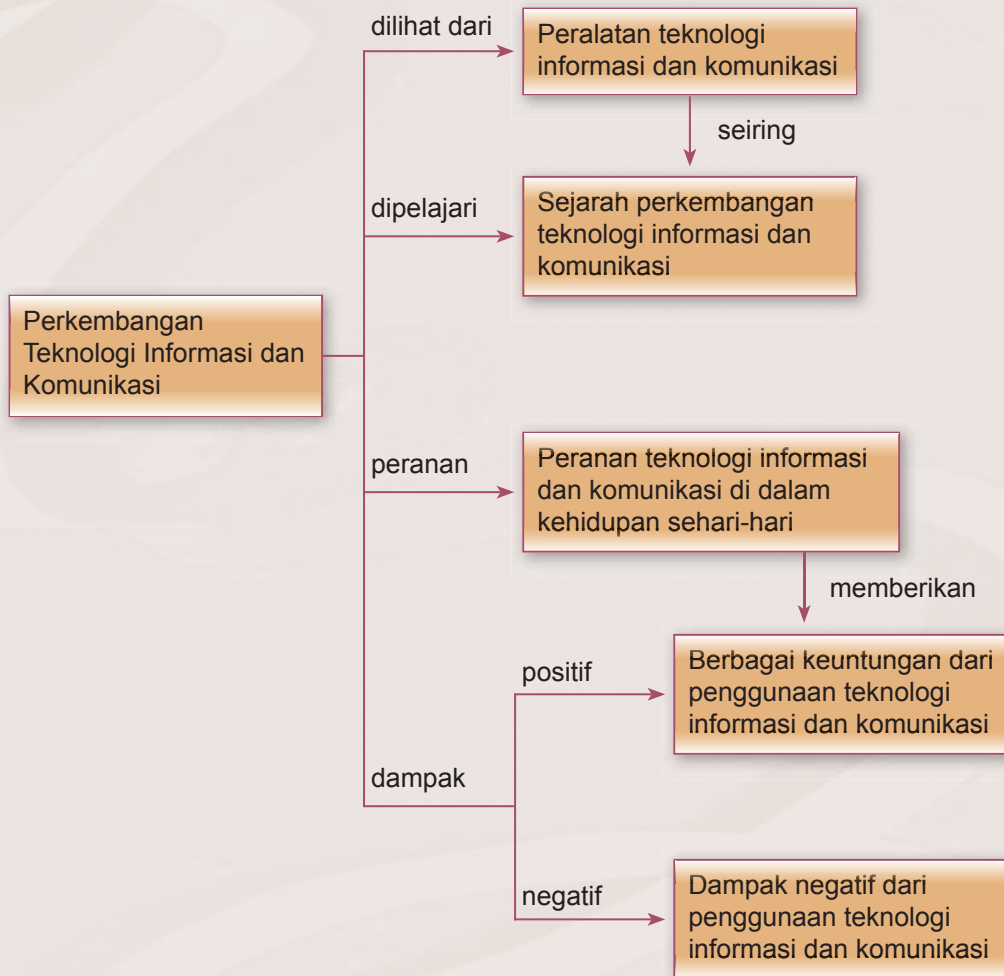 dilihat dari
Peralatan teknologi
informasi dan komunikasi
seiring
dipelajari
Sejarah perkembangan
teknologi informasi dan
komunikasi
Perkembangan
Teknologi Informasi dan
Komunikasi
peranan
Peranan teknologi informasi
dan komunikasi di dalam
kehidupan sehari-hari
memberikan
positif
Berbagai keuntungan dari
penggunaan teknologi
informasi dan komunikasi
dampak
negatif
Dampak negatif dari
penggunaan teknologi
informasi dan komunikasi